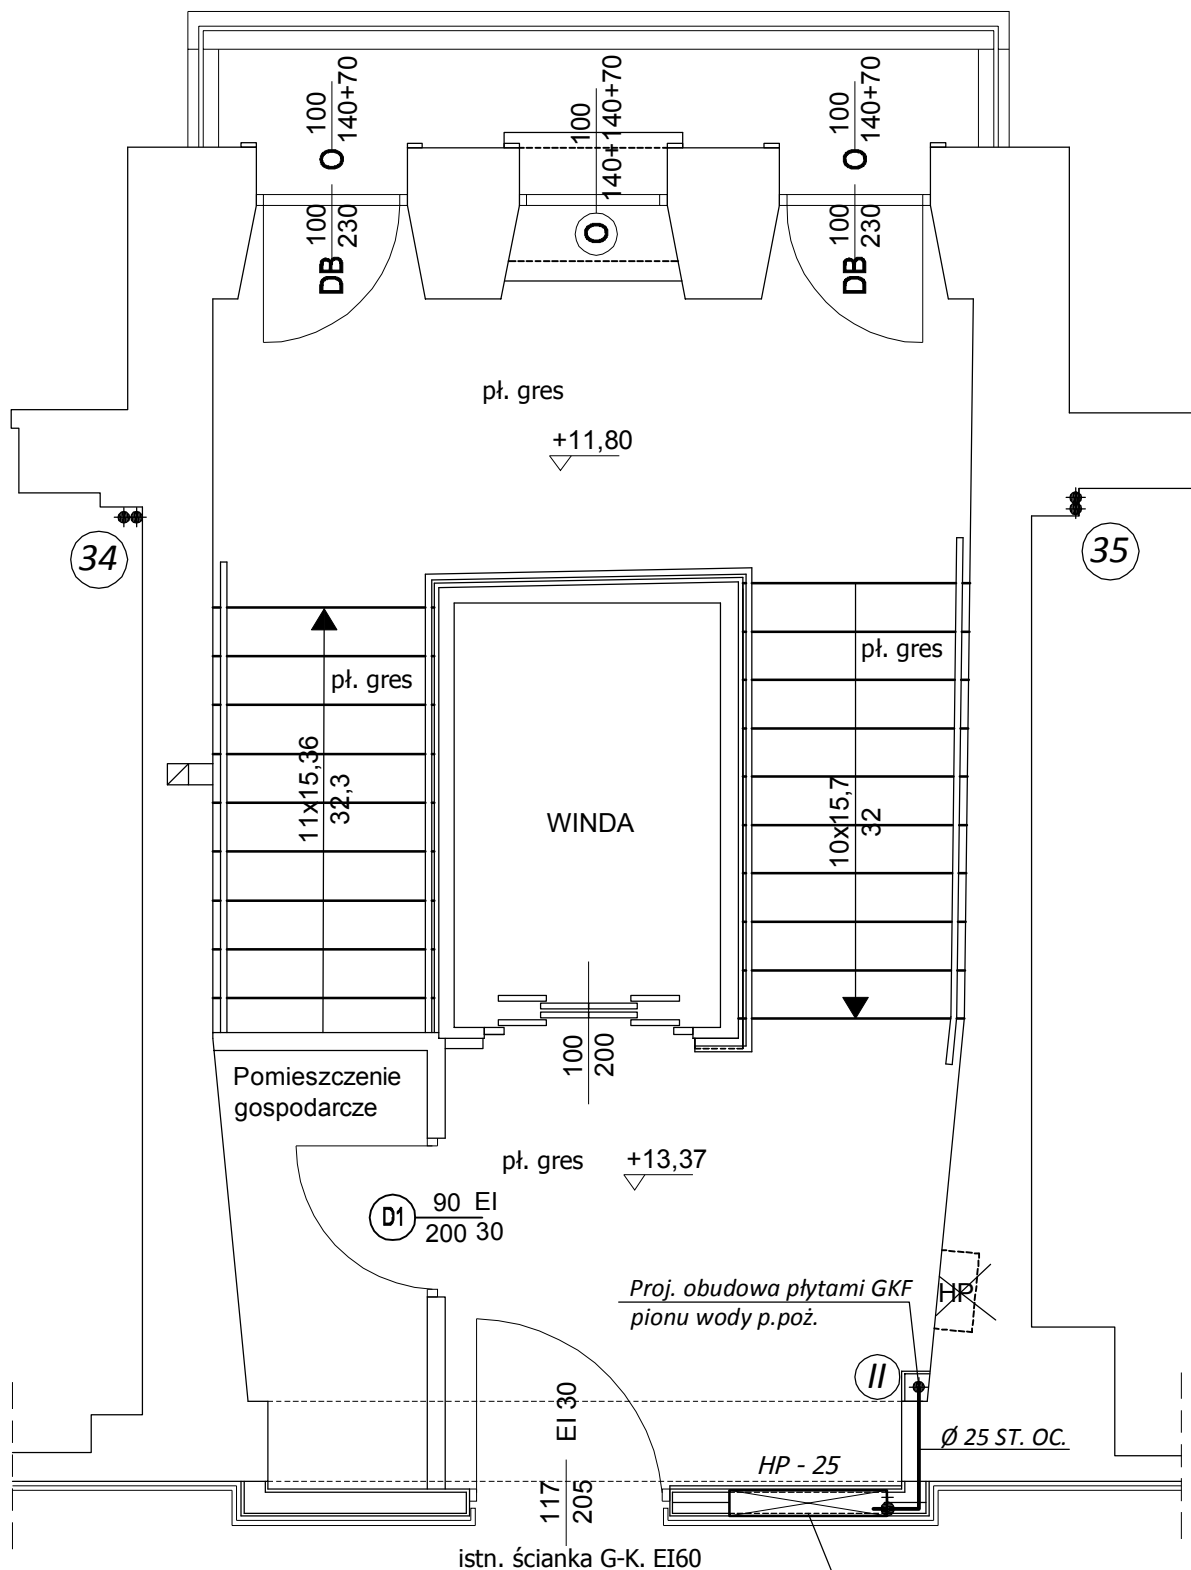 100
140+70
O
100
140+140+70
O
100
140+70
O
DB
100
230
DB
100
230
pł. gres
+11,80
34
35
pł. gres
pł. gres
11x15,36
32,3
10x15,7
32
WINDA
100
200
Pomieszczenie
gospodarcze
pł. gres
+13,37
D1
90 EI
200 30
HP
Proj. obudowa płytami GKF
pionu wody p.poż.
II
EI 30
Ø 25 ST. OC.
HP - 25
117
205
istn. ścianka G-K. EI60